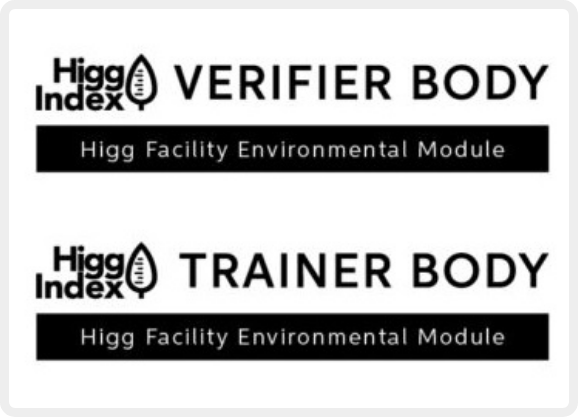 Higg Index VERIFIER BODY
Higg Facility Environmental Module
Higg Index TRAINER BODY
Higg Facility Environmental Module